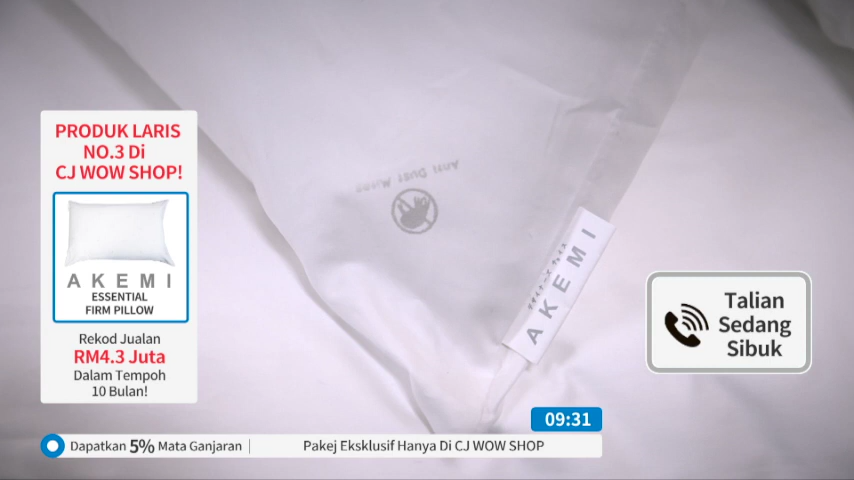 PRODUK LARIS
NO.3 Di
CJ WOW SHOP!
A K E M I
ESSENTIAL
FIRM PILLOW
Rekod Jualan
RM4.3 Juta
Dalam Tempoh
10 Bulan!
Anti Dust Mites
AKEMI
Talian
Sedang
Sibuk
09:31
Dapatkan 5% Mata Ganjaran
Pakej Eksklusif Hanya Di CJ WOW SHOP